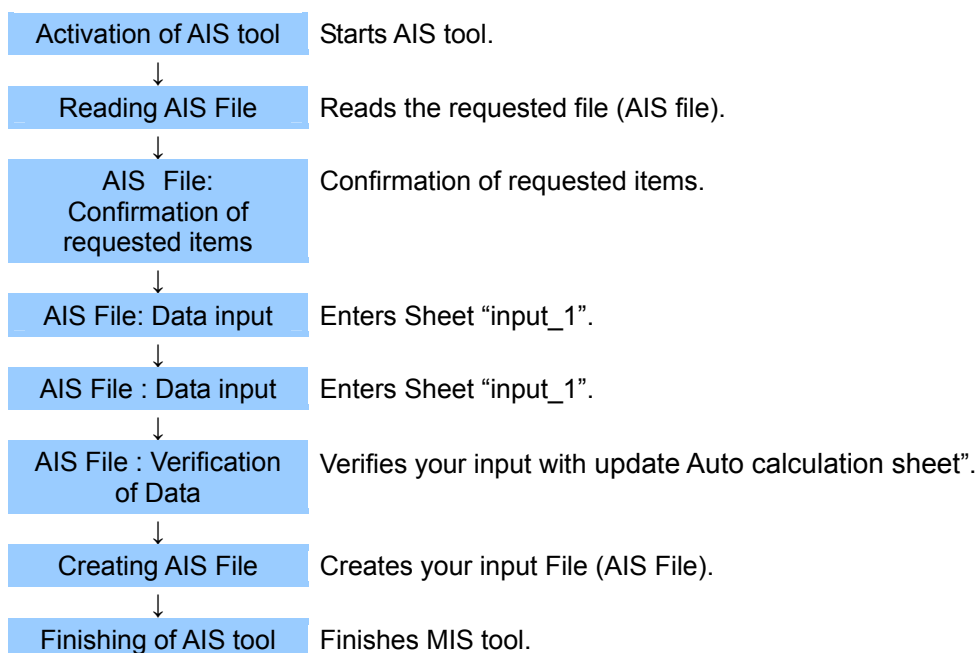 Activation of AIS tool Starts AIS tool.
↓
Reading AIS File Reads the requested file (AIS file).
↓
AIS File: Confirmation of requested items.
Confirmation of
requested items
↓
AIS File: Data input Enters Sheet “input_1”.
↓
AIS File : Data input Enters Sheet “input_1”.
↓
AIS File : Verification Verifies your input with update Auto calculation sheet”.
of Data
↓
Creating AIS File Creates your input File (AIS File).
↓
Finishing of AIS tool Finishes MIS tool.